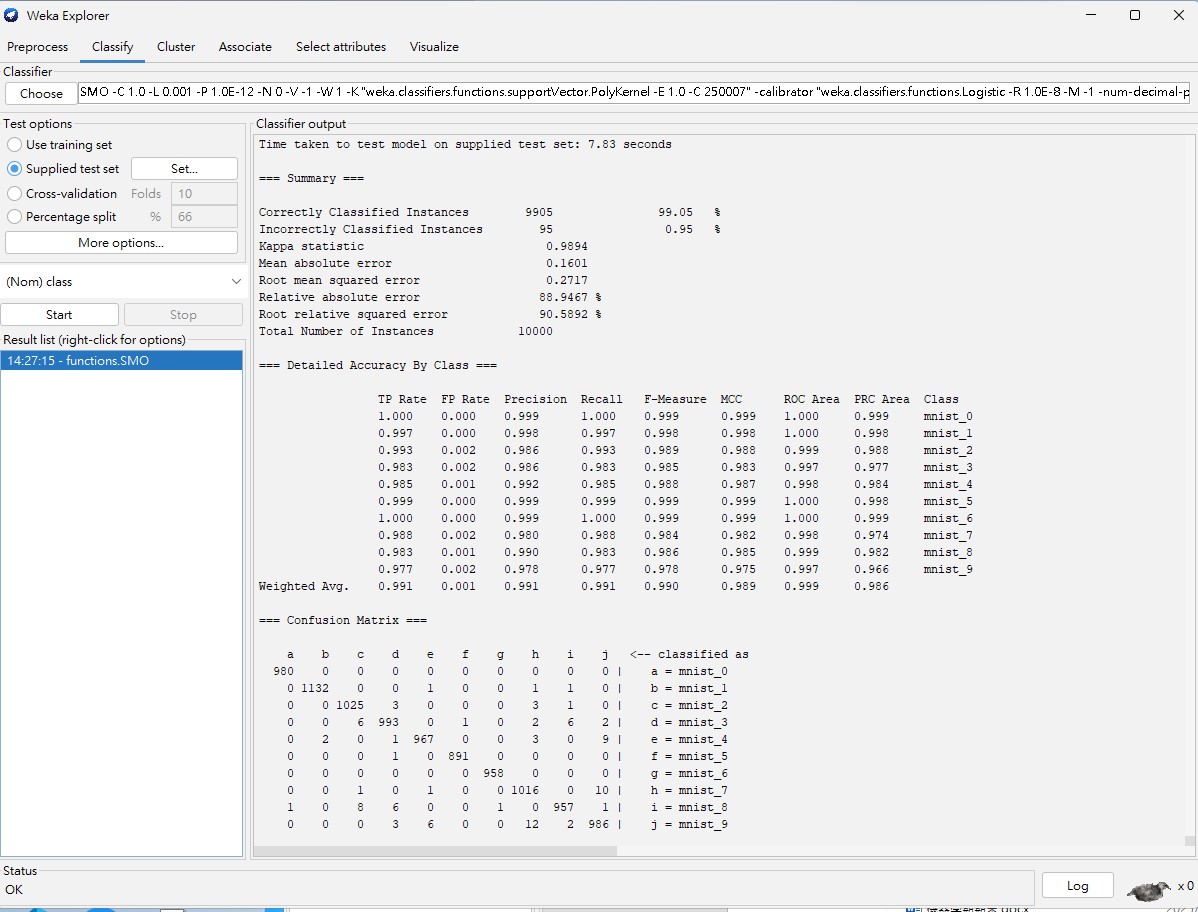 Weka Explorer
Preprocess Classify Cluster Associate Select attributes Visualize
Classifier
Choose SMO -C 1.0 -L 0.001 -P 1.0E-12 -N 0 -V -1 -W 1 -K "weka.classifiers.functions.supportVector.PolyKernel -E 1.0 -C 250007" -calibrator "weka.classifiers.functions.Logistic -R 1.0E-8 -M -1 -num-decimal-p
Test options
Use training set
Supplied test set Set...
Cross-validation Folds 10
Percentage split % 66
More options...
(Nom) class
Start Stop
Result list (right-click for options)
14:27:15 - functions.SMO
Classifier output
Time taken to test model on supplied test set: 7.83 seconds
=== Summary ===
Correctly Classified Instances 9905 99.05 %
Incorrectly Classified Instances 95 0.95 %
Kappa statistic 0.9894
Mean absolute error 0.1601
Root mean squared error 0.2717
Relative absolute error 88.9467 %
Root relative squared error 90.5892 %
Total Number of Instances 10000
=== Detailed Accuracy By Class ===
TP Rate FP Rate Precision Recall F-Measure MCC ROC Area PRC Area Class
1.000 0.000 0.999 1.000 0.999 0.999 1.000 0.999 mnist_0
0.997 0.000 0.998 0.997 0.998 0.998 1.000 0.998 mnist_1
0.993 0.002 0.986 0.993 0.989 0.988 0.999 0.988 mnist_2
0.983 0.002 0.986 0.983 0.985 0.983 0.997 0.977 mnist_3
0.985 0.001 0.992 0.985 0.988 0.987 0.998 0.984 mnist_4
0.999 0.000 0.999 0.999 0.999 0.999 1.000 0.998 mnist_5
1.000 0.000 0.999 1.000 0.999 0.999 1.000 0.999 mnist_6
0.988 0.002 0.980 0.988 0.984 0.982 0.998 0.974 mnist_7
0.983 0.001 0.990 0.983 0.986 0.985 0.999 0.982 mnist_8
0.977 0.002 0.978 0.977 0.978 0.975 0.997 0.966 mnist_9
Weighted Avg. 0.991 0.001 0.991 0.991 0.990 0.989 0.999 0.986
=== Confusion Matrix ===
a b c d e f g h i j <-- classified as
980 0 0 0 0 0 0 0 0 0 | a = mnist_0
0 1132 0 0 1 0 0 1 1 0 | b = mnist_1
0 0 1025 3 0 0 0 3 1 0 | c = mnist_2
0 0 6 993 0 1 0 2 6 2 | d = mnist_3
0 2 0 1 967 0 0 3 0 9 | e = mnist_4
0 0 0 1 0 891 0 0 0 0 | f = mnist_5
0 0 0 0 0 0 958 0 0 0 | g = mnist_6
0 0 1 0 1 0 0 1016 0 10 | h = mnist_7
1 0 8 6 0 0 1 0 957 1 | i = mnist_8
0 0 0 3 6 0 0 12 2 986 | j = mnist_9
Status
OK
Log x 0